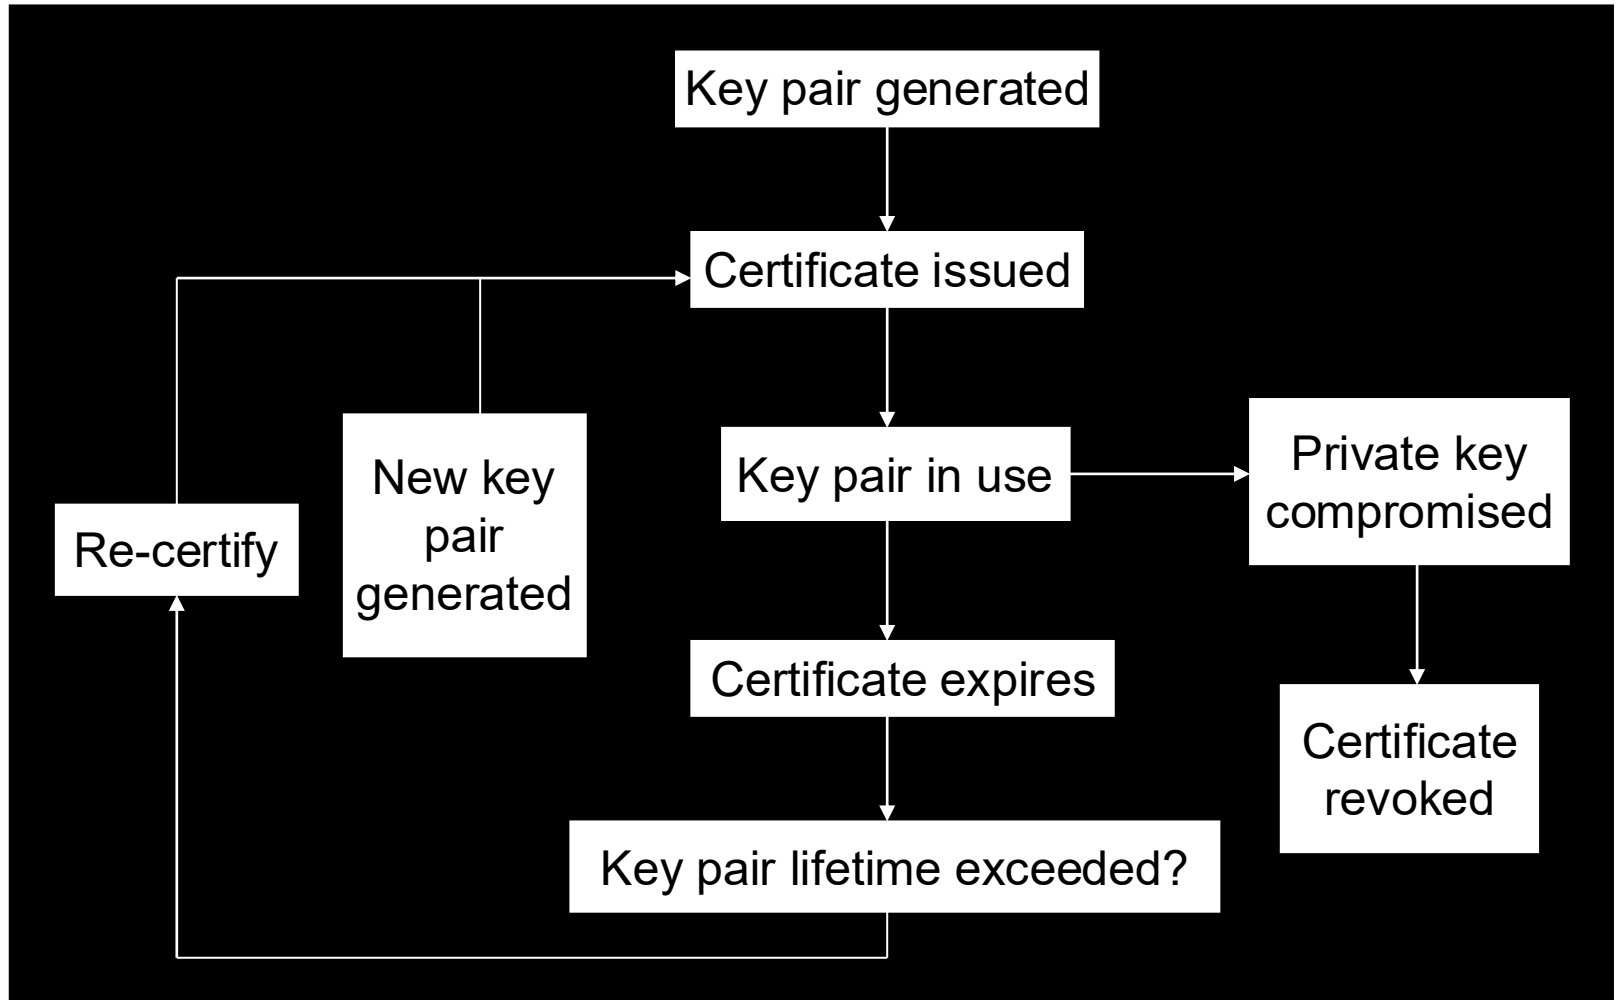 Key pair generated
Certificate issued
Key pair in use
Private key
compromised
New key
pair
generated
Re-certify
Certificate expires
Certificate
revoked
Key pair lifetime exceeded?